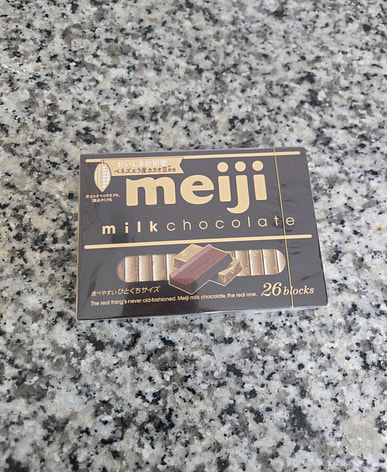 おいしさの秘密
ベネズエラ産カカオ豆使用
meiji
milkchocolate
食べやすいひとくちサイズ
The real thing's never old-fashioned. Meiji milk chocolate, the real one.
26 blocks